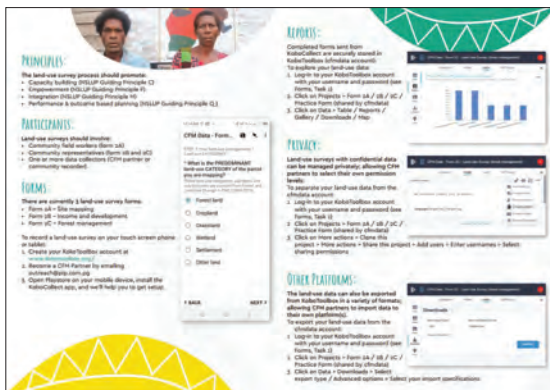 PRINCIPLES:
The land-use survey process should promote:
• Capacity building (NSLUP Guiding Principle C)
• Empowerment (NSLUP Guiding Principle F)
• Integration (NSLUP Guiding Principle H)
• Performance & outcome based planning (NSLUP Guiding Principle Q.)
PARTICIPANTS:
Land-use surveys should involve:
• Community field workers (form 1A)
• Community representatives (form 1B and 1C)
• One or more data collectors (CFM partner or
community recorder).
FORMS:
There are currently 3 land-use survey forms:
• Form 1A - Site mapping
• Form 1B - Income and development
• Form 1C - Forest management
To record a land-use survey on your touch screen phone
or tablet:
1. Create your KoboToolBox account at
www.kobotoolbox.org/
2. Become a CFM Partner by emailing
outreach@pip.com.pg
3. Open Playstore on your mobile device, install the
KoboCollect app, and we'll help you to get setup.
CFM Data - Form...
* What is the PREDOMINANT
land-use CATEGORY of the parcel
you are mapping?
Forest land
Cropland
Grassland
Wetland
Settlement
Other land
BACK
NEXT
REPORTS:
Completed forms sent from
KoboCollect are securely stored in
KoboToolbox (cfmdata account)
To explore your land-use data:
1. Log-in to your KoboToolbox account
with your username and password (see
Forms, Task 1)
2. Click on Projects > Form 1A / 1B / 1C /
Practice Form (shared by cfmdata)
3. Click on Data > Table / Reports /
Gallery / Downloads / Map
PRIVACY:
Land-use surveys with confidential data
can be managed privately; allowing CFM
partners to select their own permission
levels:
To separate your land-use data from the
cfmdata account:
1. Log-in to your KoboToolbox account
with your username and password (see
Forms, Task 1)
2. Click on Projects > Form 1A / 1B / 1C /
Practice Form (shared by cfmdata)
3. Click on More actions > Clone this
project > More actions > Share this project > Add users > Enter usernames > Select
sharing permissions
OTHER PLATFORMS:
The land-use data can also be exported
from KoboToolbox in a variety of formats;
allowing CFM partners to import data to
their own platform(s).
To export your land-use data from the
cfmdata account:
1. Log-in to your KoboToolbox account
with your username and password (see
Forms, Task 1)
2. Click on Projects > Form 1A / 1B / 1C /
Practice Form (shared by cfmdata)
3. Click on Data > Downloads > Select
export type / Advanced options > Select your import specifications
Downloads